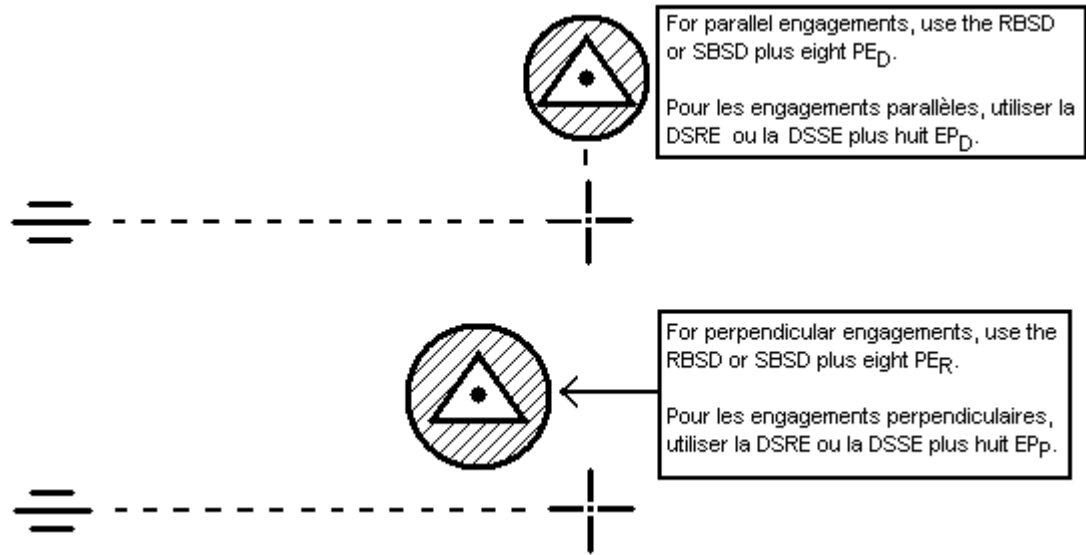 For parallel engagements, use the RBSD
or SBSD plus eight PED.
Pour les engagements parallèles, utiliser la
DSRE ou la DSSE plus huit EPD.
For perpendicular engagements, use the
RBSD or SBSD plus eight PER.
Pour les engagements perpendiculaires,
utiliser la DSRE ou la DSSE plus huit EPP.